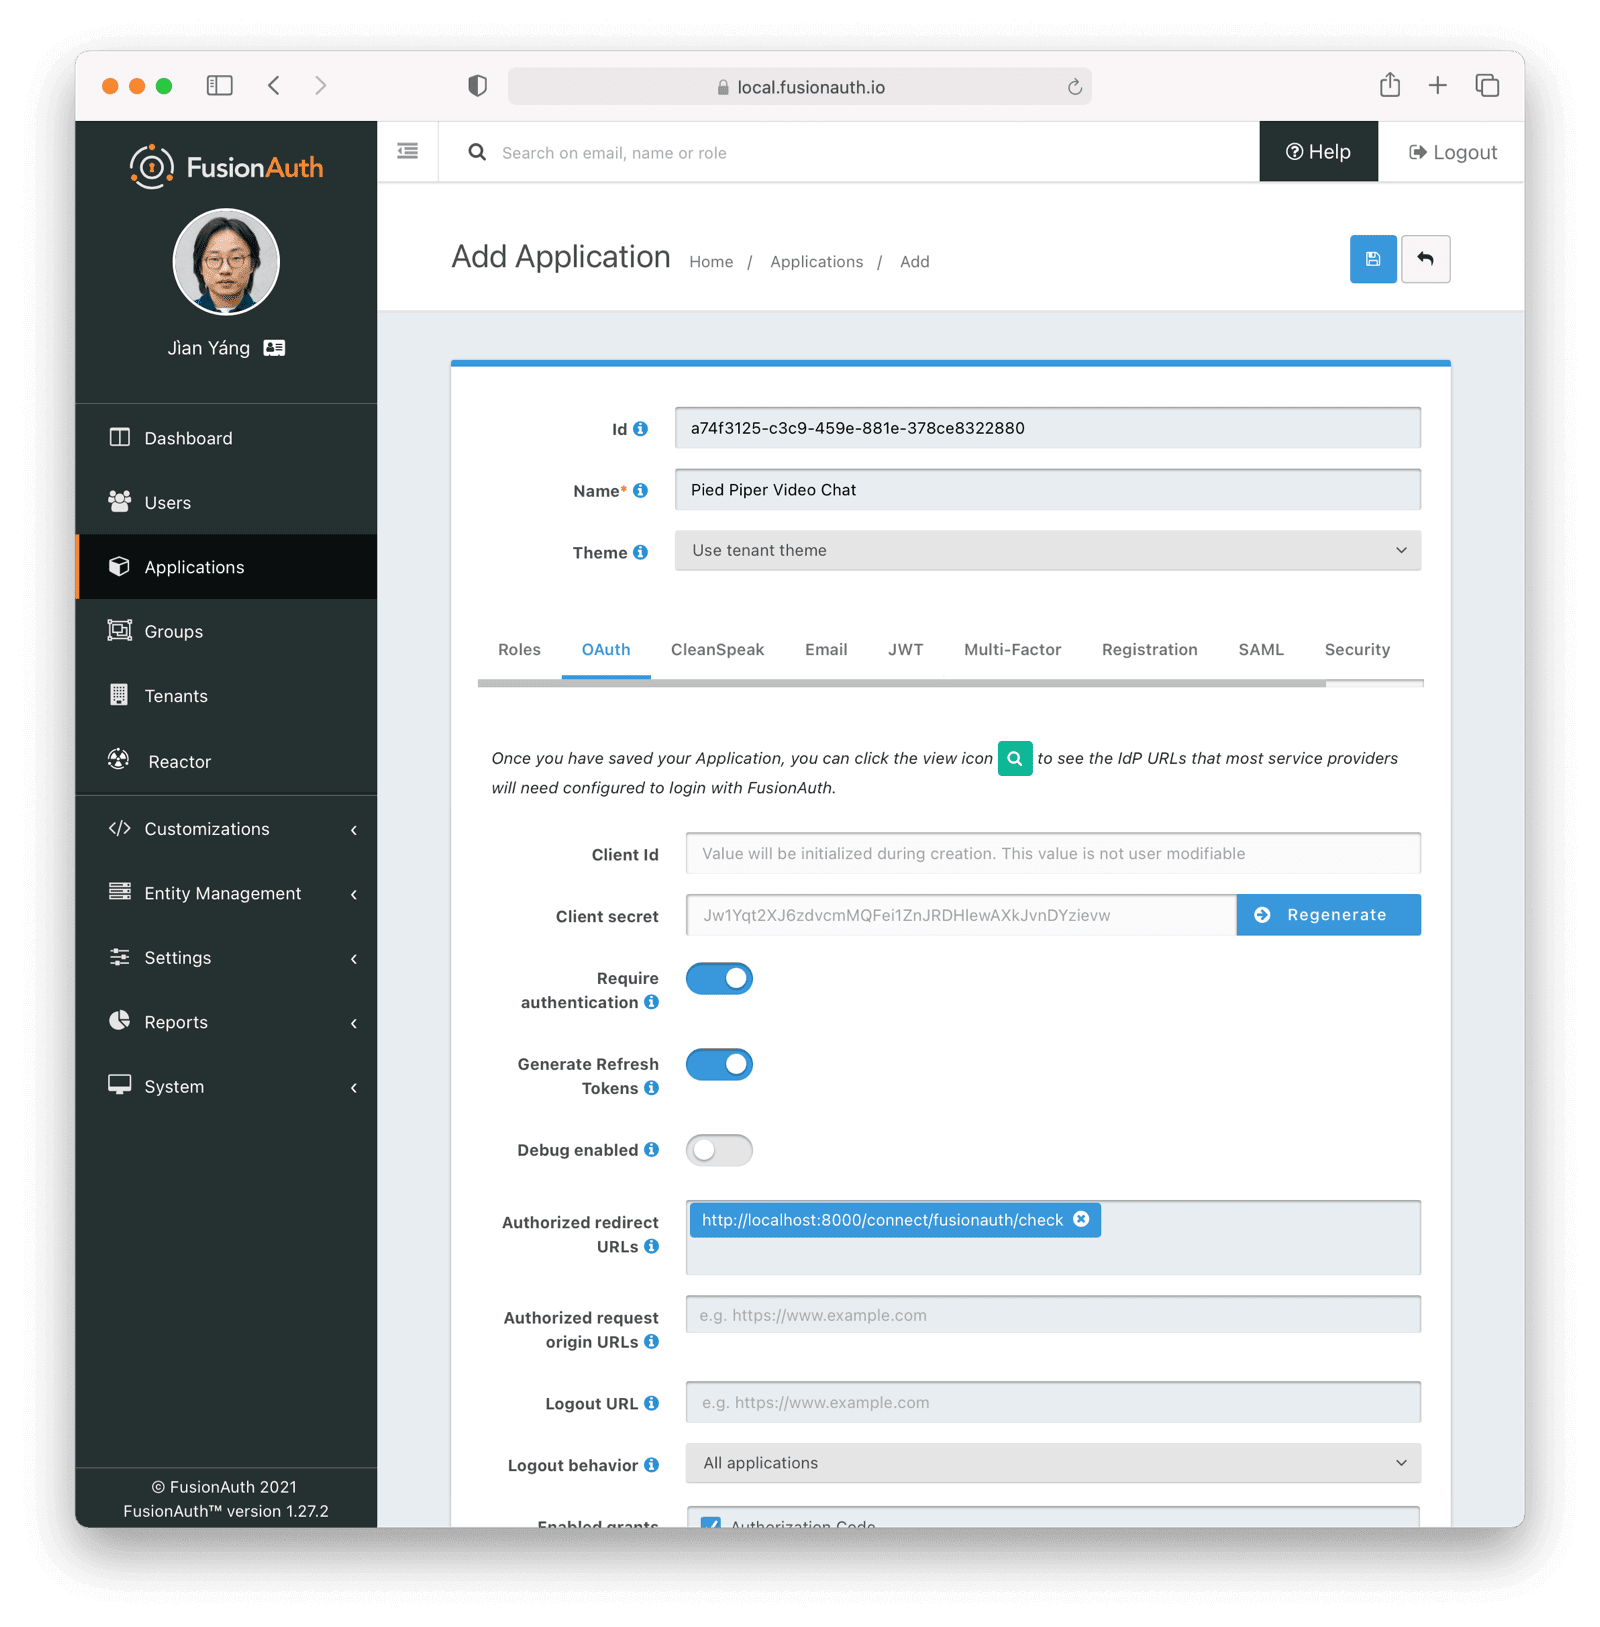 local.fusionauth.io
FusionAuth
Search on email, name or role
Help
Logout
Jìan Yáng
Add Application
Home / Applications / Add
Dashboard
Users
Applications
Groups
Tenants
Reactor
Customizations
Entity Management
Settings
Reports
System
© FusionAuth 2021
FusionAuth™ version 1.27.2
Id
a74f3125-c3c9-459e-881e-378ce8322880
Name*
Pied Piper Video Chat
Theme
Use tenant theme
Roles OAuth CleanSpeak Email JWT Multi-Factor Registration SAML Security
Once you have saved your Application, you can click the view icon to see the IdP URLs that most service providers
will need configured to login with FusionAuth.
Client Id
Value will be initialized during creation. This value is not user modifiable
Client secret
Jw1Yqt2XJ6zdvcmMQFei1ZnJRDHIewAXkJvnDYzievw
Regenerate
Require
authentication
Generate Refresh
Tokens
Debug enabled
Authorized redirect
URLs
http://localhost:8000/connect/fusionauth/check
Authorized request
origin URLs
e.g. https://www.example.com
Logout URL
e.g. https://www.example.com
Logout behavior
All applications
Enabled grants
Authorization Code